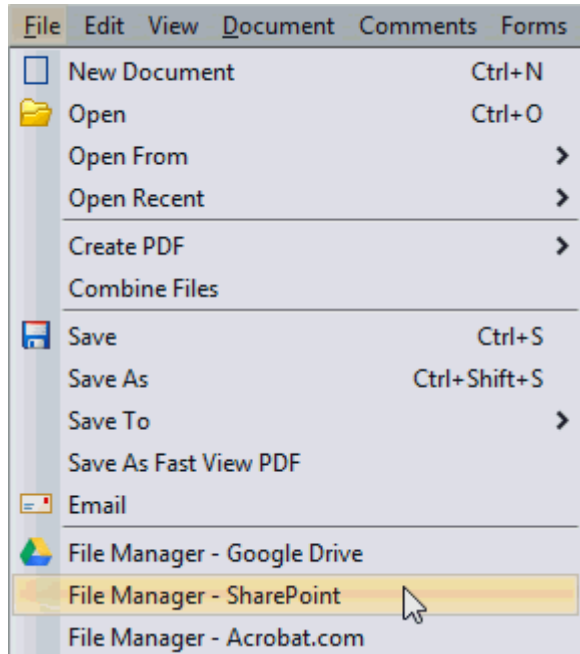 File Edit View Document Comments Forms
New Document Ctrl+N
Open Ctrl+O
Open From
Open Recent
Create PDF
Combine Files
Save Ctrl+S
Save As Ctrl+Shift+S
Save To
Save As Fast View PDF
Email
File Manager - Google Drive
File Manager - SharePoint
File Manager - Acrobat.com